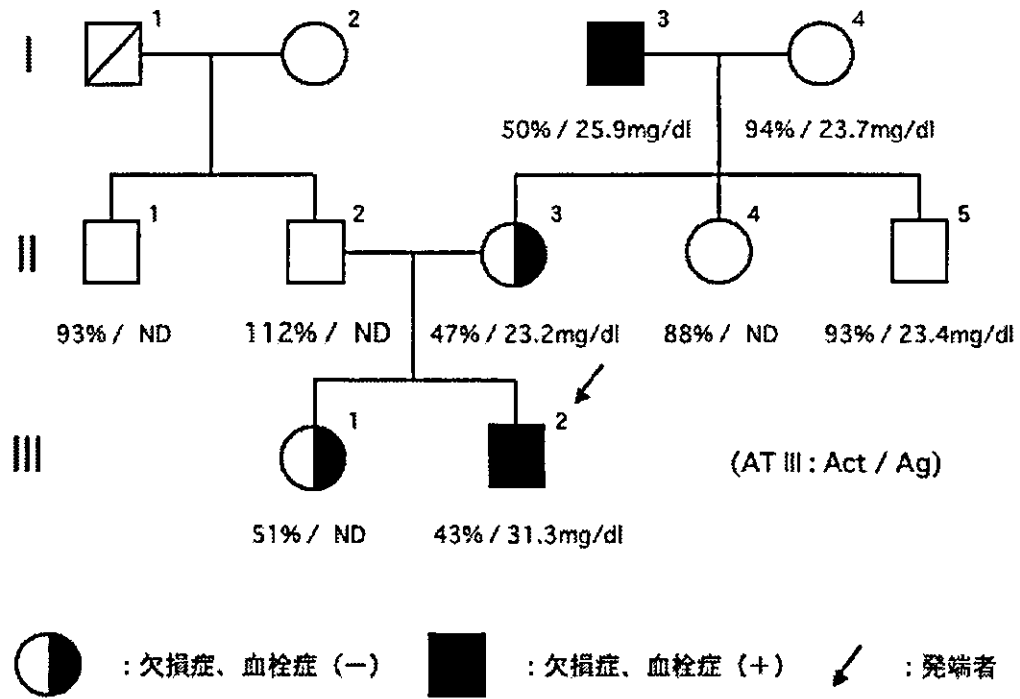 I 1 2 3 4
50% / 25.9mg/dl 94% / 23.7mg/dl
II 1 2 3 4 5
93% / ND 112% / ND 47% / 23.2mg/dl 88% / ND 93% / 23.4mg/dl
III 1 2 (AT III : Act / Ag)
51% / ND 43% / 31.3mg/dl
: 欠損症、血栓症 (−) : 欠損症、血栓症 (+) : 発端者